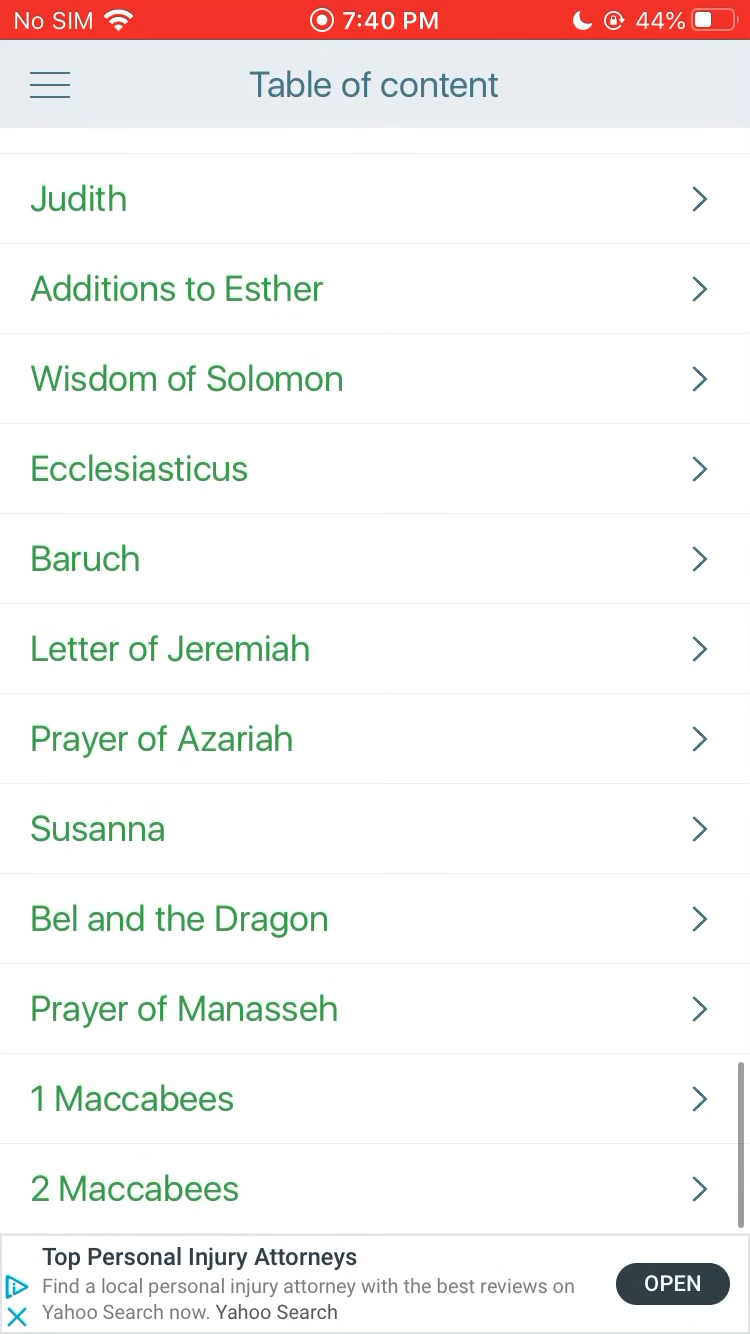 No SIM 7:40 PM 44%
Table of content
Judith
Additions to Esther
Wisdom of Solomon
Ecclesiasticus
Baruch
Letter of Jeremiah
Prayer of Azariah
Susanna
Bel and the Dragon
Prayer of Manasseh
1 Maccabees
2 Maccabees
Top Personal Injury Attorneys
Find a local personal injury attorney with the best reviews on
Yahoo Search now. Yahoo Search
OPEN